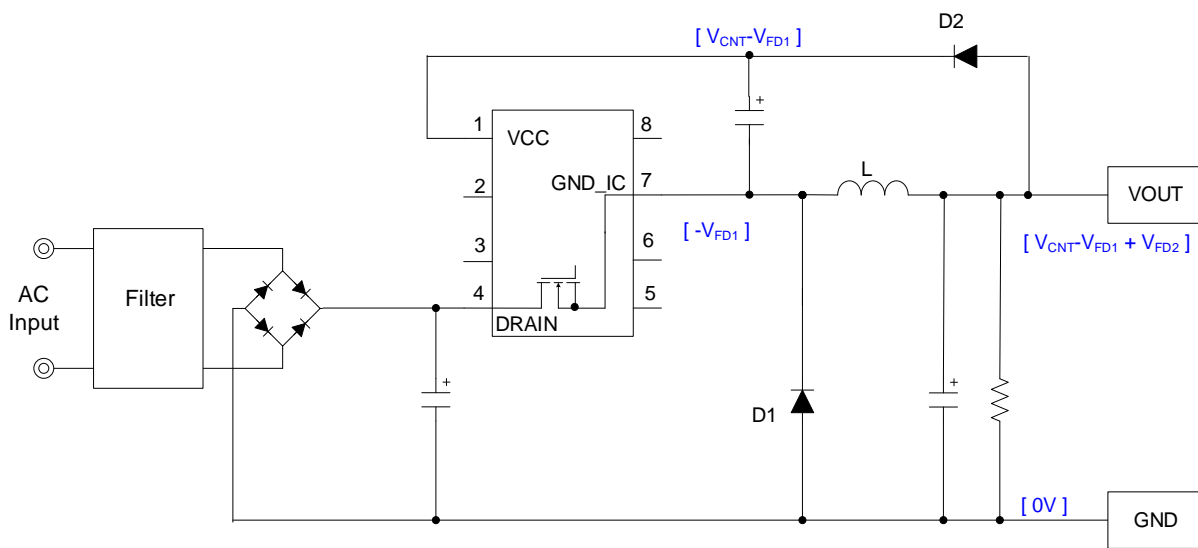 D2
[ VCNT-VFD1 ]
1
VCC
8
2
GND_IC
7
L
VOUT
[ -VFD1 ]
[ VCNT-VFD1 + VFD2 ]
3
6
AC
Input
Filter
4
5
DRAIN
+
+
+
D1
[ 0V ]
GND